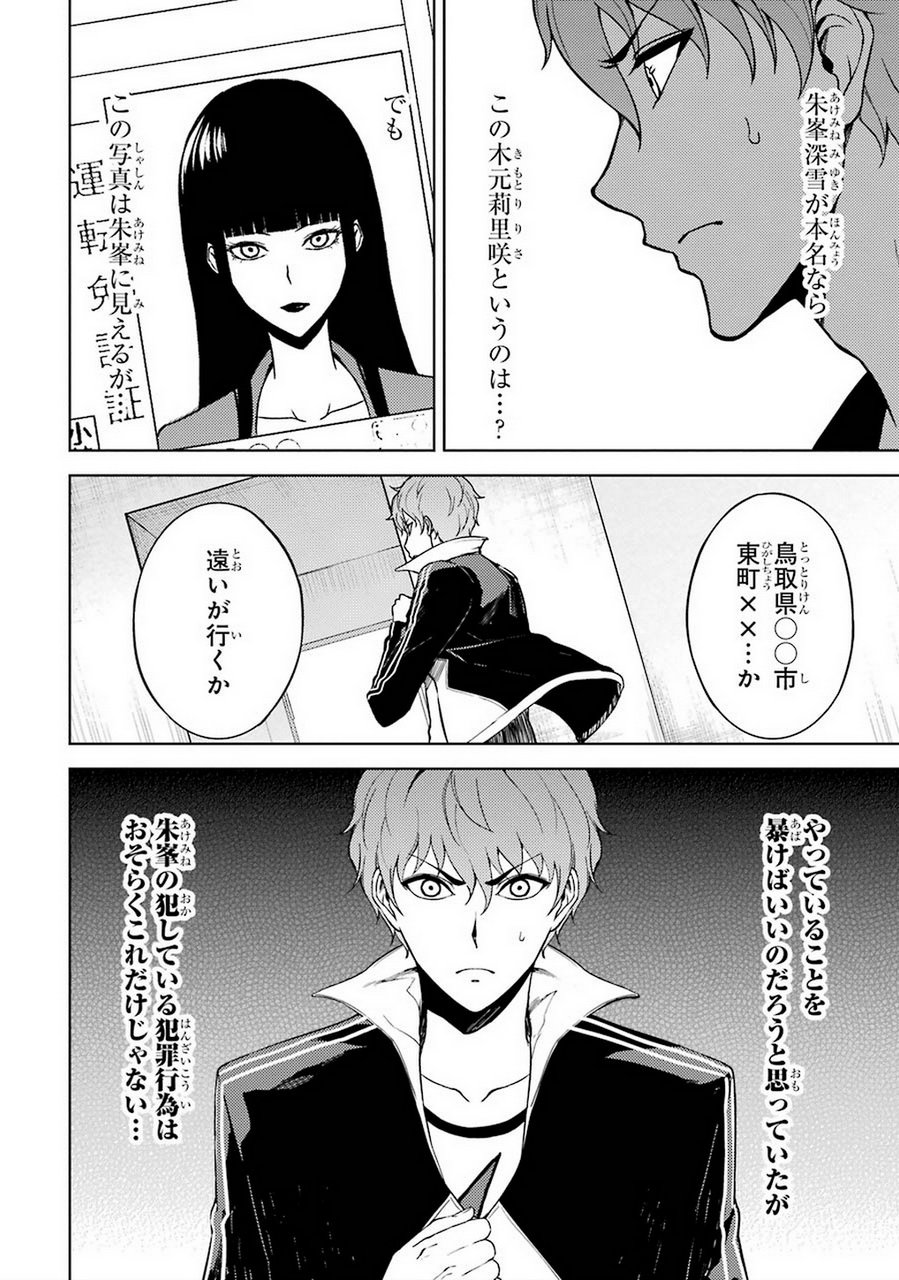 朱峯深雪が本名なら
この木元莉里咲というのは…?
でも
この写真は朱峯に見えるが…
運転免許証
鳥取県○○市
東町××…か
遠いが行くか
やっていることを
暴けばいいのだろうと思っていたが
朱峯の犯している犯罪行為は
おそらくこれだけじゃない…